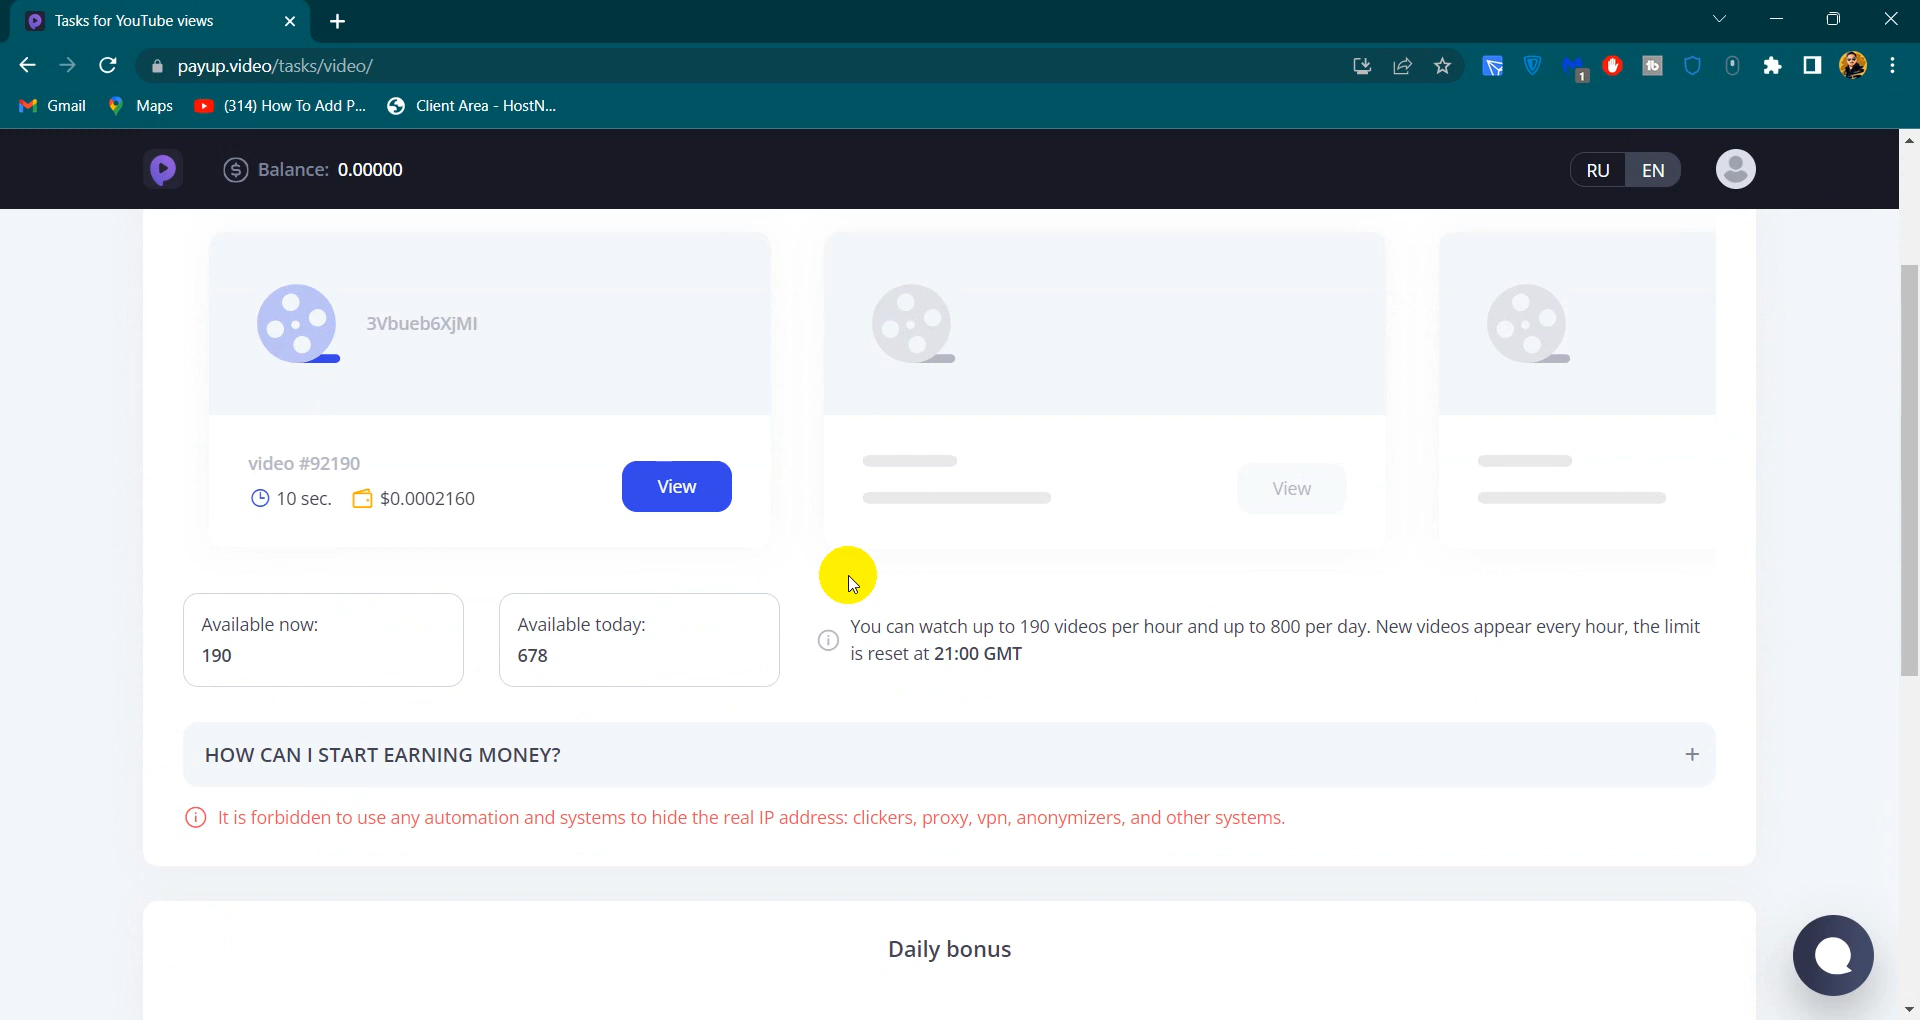 Tasks for YouTube views
payup.video/tasks/video/
1
Gmail Maps (314) How To Add P... Client Area - HostN...
Balance: 0.00000
RU EN
3Vbueb6XjMI
video #92190
10 sec. $0.0002160
View
View
Available now:
190
Available today:
678
You can watch up to 190 videos per hour and up to 800 per day. New videos appear every hour, the limit
is reset at 21:00 GMT
HOW CAN I START EARNING MONEY?
It is forbidden to use any automation and systems to hide the real IP address: clickers, proxy, vpn, anonymizers, and other systems.
Daily bonus